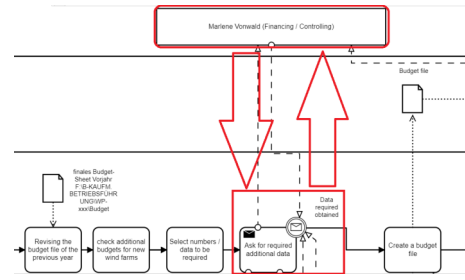 Marlene Vonwald (Financing / Controlling)
Budget file
finales Budget-
Sheet Vorjahr
F:\B-KAUFM.
BETRIEBSFÜHR
UNG\WP-
xxx\Budget
Data
required
obtained
Revising the
budget file of the
previous year
check additional
budgets for new
wind farms
Select numbers /
data to be
required
Ask for required
additional data
Create a budget
file